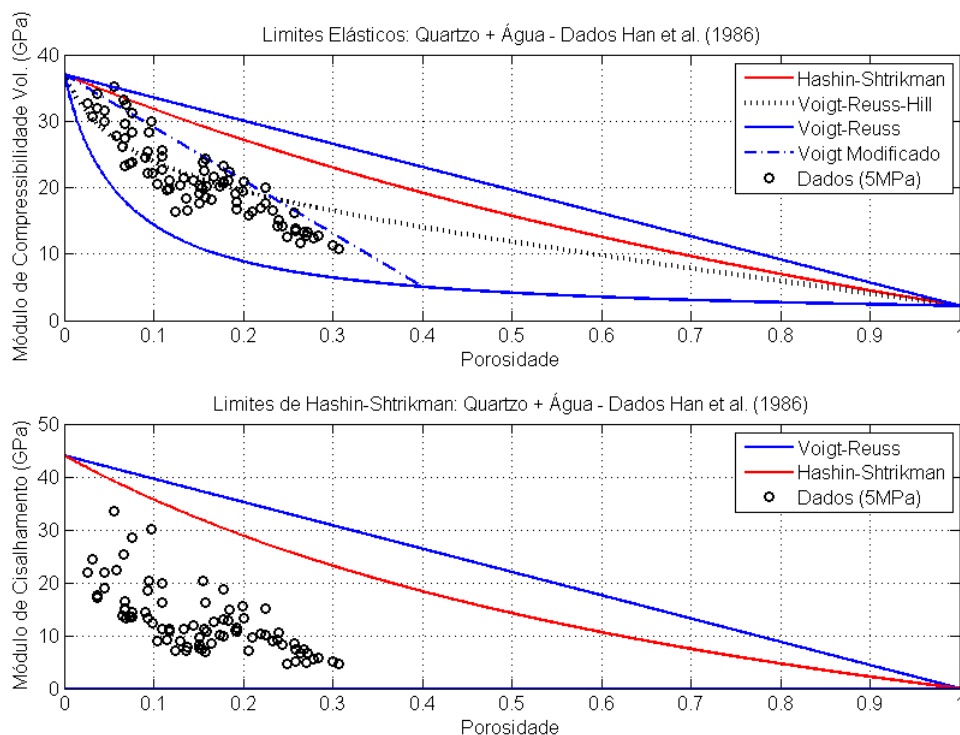 Limites Elásticos: Quartzo + Água - Dados Han et al. (1986)
Módulo de Compressibilidade Vol. (GPa)
40
30
20
10
0
Hashin-Shtrikman
Voigt-Reuss-Hill
Voigt-Reuss
Voigt Modificado
Dados (5MPa)
0 0.1 0.2 0.3 0.4 0.5 0.6 0.7 0.8 0.9 1
Porosidade
Limites de Hashin-Shtrikman: Quartzo + Água - Dados Han et al. (1986)
Módulo de Cisalhamento (GPa)
50
40
30
20
10
0
Voigt-Reuss
Hashin-Shtrikman
Dados (5MPa)
0 0.1 0.2 0.3 0.4 0.5 0.6 0.7 0.8 0.9 1
Porosidade